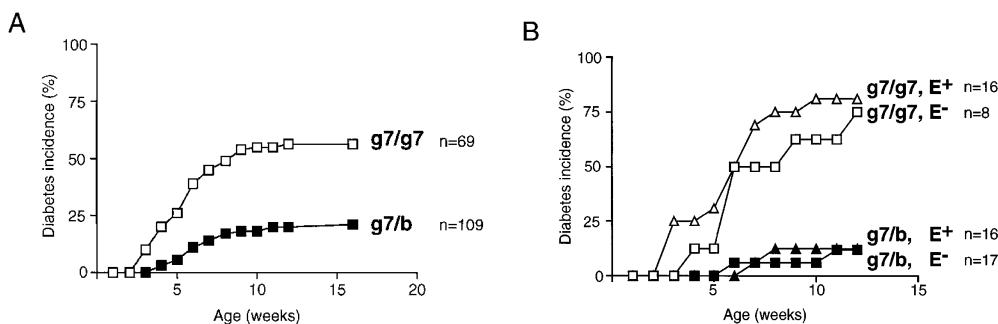 A
Diabetes incidence (%)
100
75
50
25
0
5
10
15
20
Age (weeks)
g7/g7 n=69
g7/b n=109
B
Diabetes incidence (%)
100
75
50
25
0
5
10
15
Age (weeks)
g7/g7, E+ n=16
g7/g7, E- n=8
g7/b, E+ n=16
g7/b, E- n=17